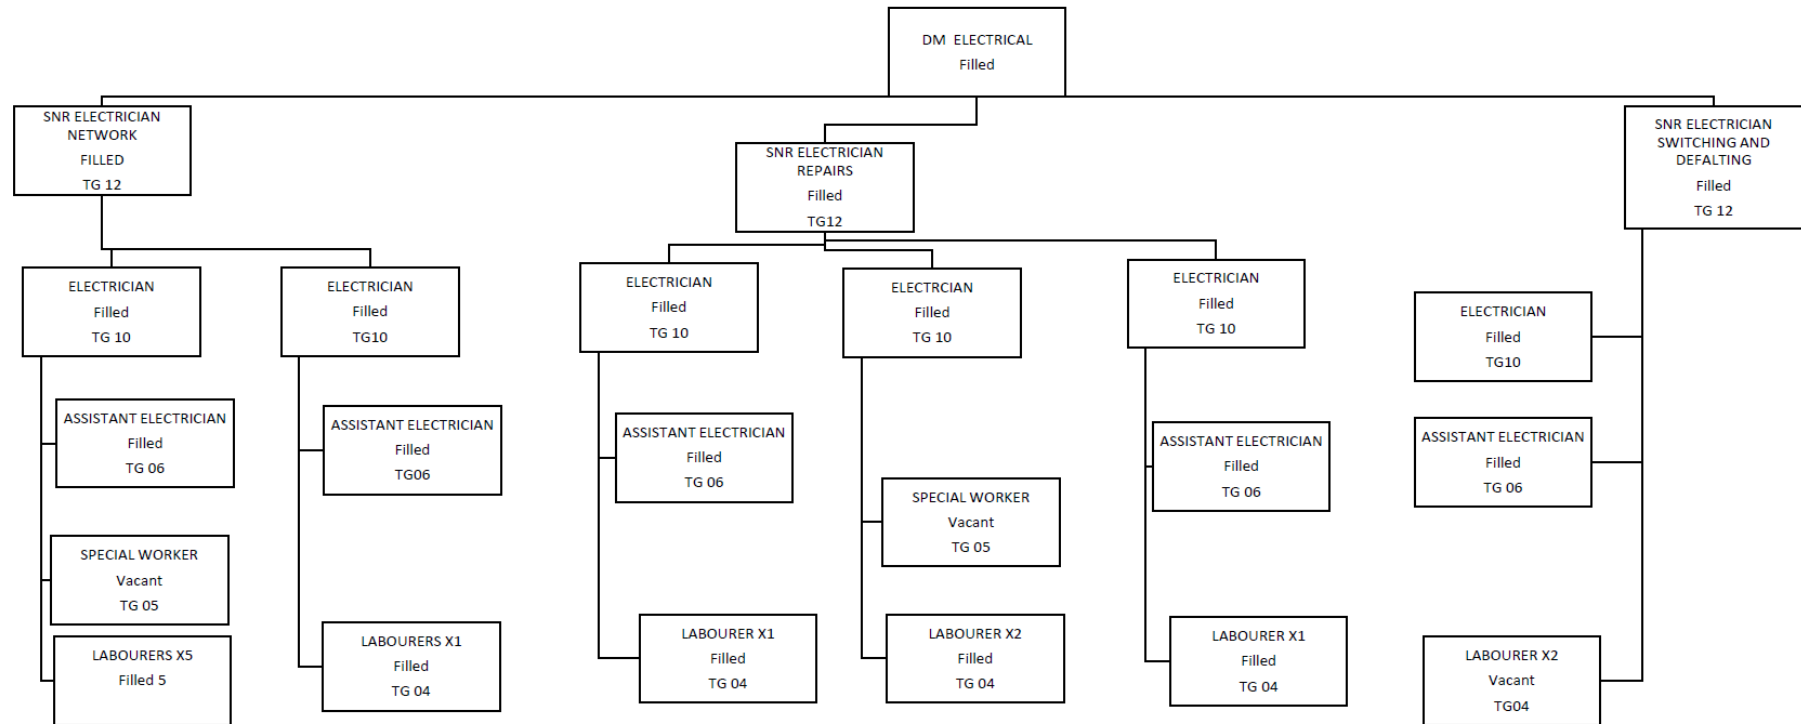 DM  ELECTRICAL
Filled
SNR ELECTRICIAN
NETWORK
FILLED
TG 12
SNR ELECTRICIAN
REPAIRS
Filled
TG12
SNR ELECTRICIAN
SWITCHING AND
DEFALTING
Filled
TG 12
ELECTRICIAN
Filled
TG 10
ELECTRICIAN
Filled
TG10
ELECTRICIAN
Filled
TG 10
ELECTRCIAN
Filled
TG 10
ELECTRICIAN
Filled
TG 10
ELECTRICIAN
Filled
TG10
ASSISTANT ELECTRICIAN
Filled
TG 06
ASSISTANT ELECTRICIAN
Filled
TG06
ASSISTANT ELECTRICIAN
Filled
TG 06
SPECIAL WORKER
Vacant
TG 05
ASSISTANT ELECTRICIAN
Filled
TG 06
ASSISTANT ELECTRICIAN
Filled
TG 06
SPECIAL WORKER
Vacant
TG 05
LABOURERS X5
Filled 5
LABOURERS X1
Filled
TG 04
LABOURER X1
Filled
TG 04
LABOURER X2
Filled
TG 04
LABOURER X1
Filled
TG 04
LABOURER X2
Vacant
TG04